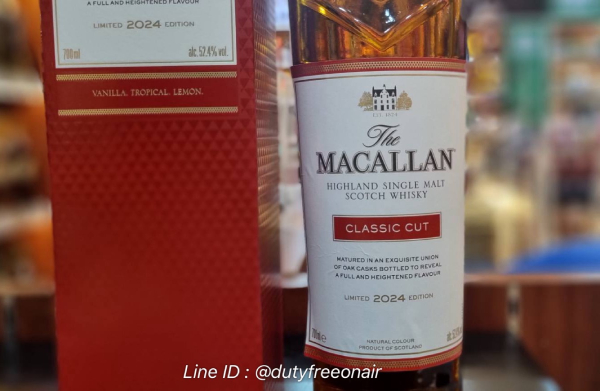 A FULL AND HEIGHTENED FLAVOUR
LIMITED 2024 EDITION
700ml alc. 52.4% vol.
VANILLA. TROPICAL. LEMON.
EST. 1824
The
MACALLAN
HIGHLAND SINGLE MALT
SCOTCH WHISKY
CLASSIC CUT
MATURED IN AN EXQUISITE UNION
OF OAK CASKS BOTTLED TO REVEAL
A FULL AND HEIGHTENED FLAVOUR
LIMITED 2024 EDITION
NATURAL COLOUR
PRODUCT OF SCOTLAND
Line ID : @dutyfreeonair